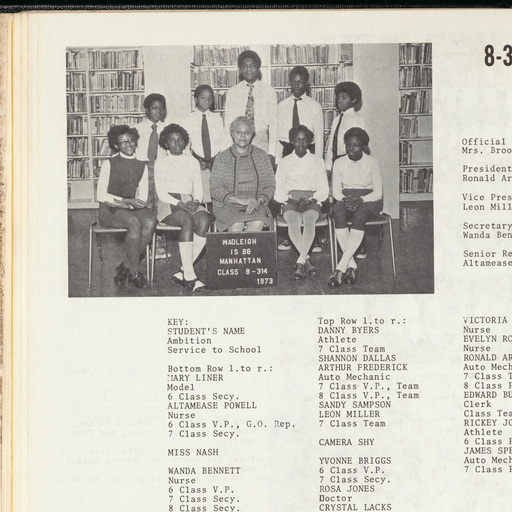 8-3
WADLEIGH
IS 88
MANHATTAN
CLASS 8-314
1973
Official
Mrs. Broo
President
Ronald Ar
Vice Pres
Leon Mill
Secretary
Wanda Ben
Senior Re
Altamease
KEY:
STUDENT'S NAME
Ambition
Service to School
Bottom Row l.to r.:
MARY LINER
Model
6 Class Secy.
ALTAMEASE POWELL
Nurse
6 Class V.P., G.O. Rep.
7 Class Secy.
MISS NASH
WANDA BENNETT
Nurse
6 Class V.P.
7 Class Secy.
8 Class Secy.
Top Row l.to r.:
DANNY BYERS
Athlete
7 Class Team
SHANNON DALLAS
ARTHUR FREDERICK
Auto Mechanic
7 Class V.P., Team
8 Class V.P., Team
SANDY SAMPSON
LEON MILLER
7 Class Team
CAMERA SHY
YVONNE BRIGGS
6 Class V.P.
7 Class Secy.
ROSA JONES
Doctor
CRYSTAL LACKS
VICTORIA
Nurse
EVELYN RO
Nurse
RONALD AR
Auto Mech
7 Class T
8 Class P
EDWARD BU
Clerk
Class Tea
RICKEY JO
Athlete
6 Class P
JAMES SPE
Auto Mech
7 Class P